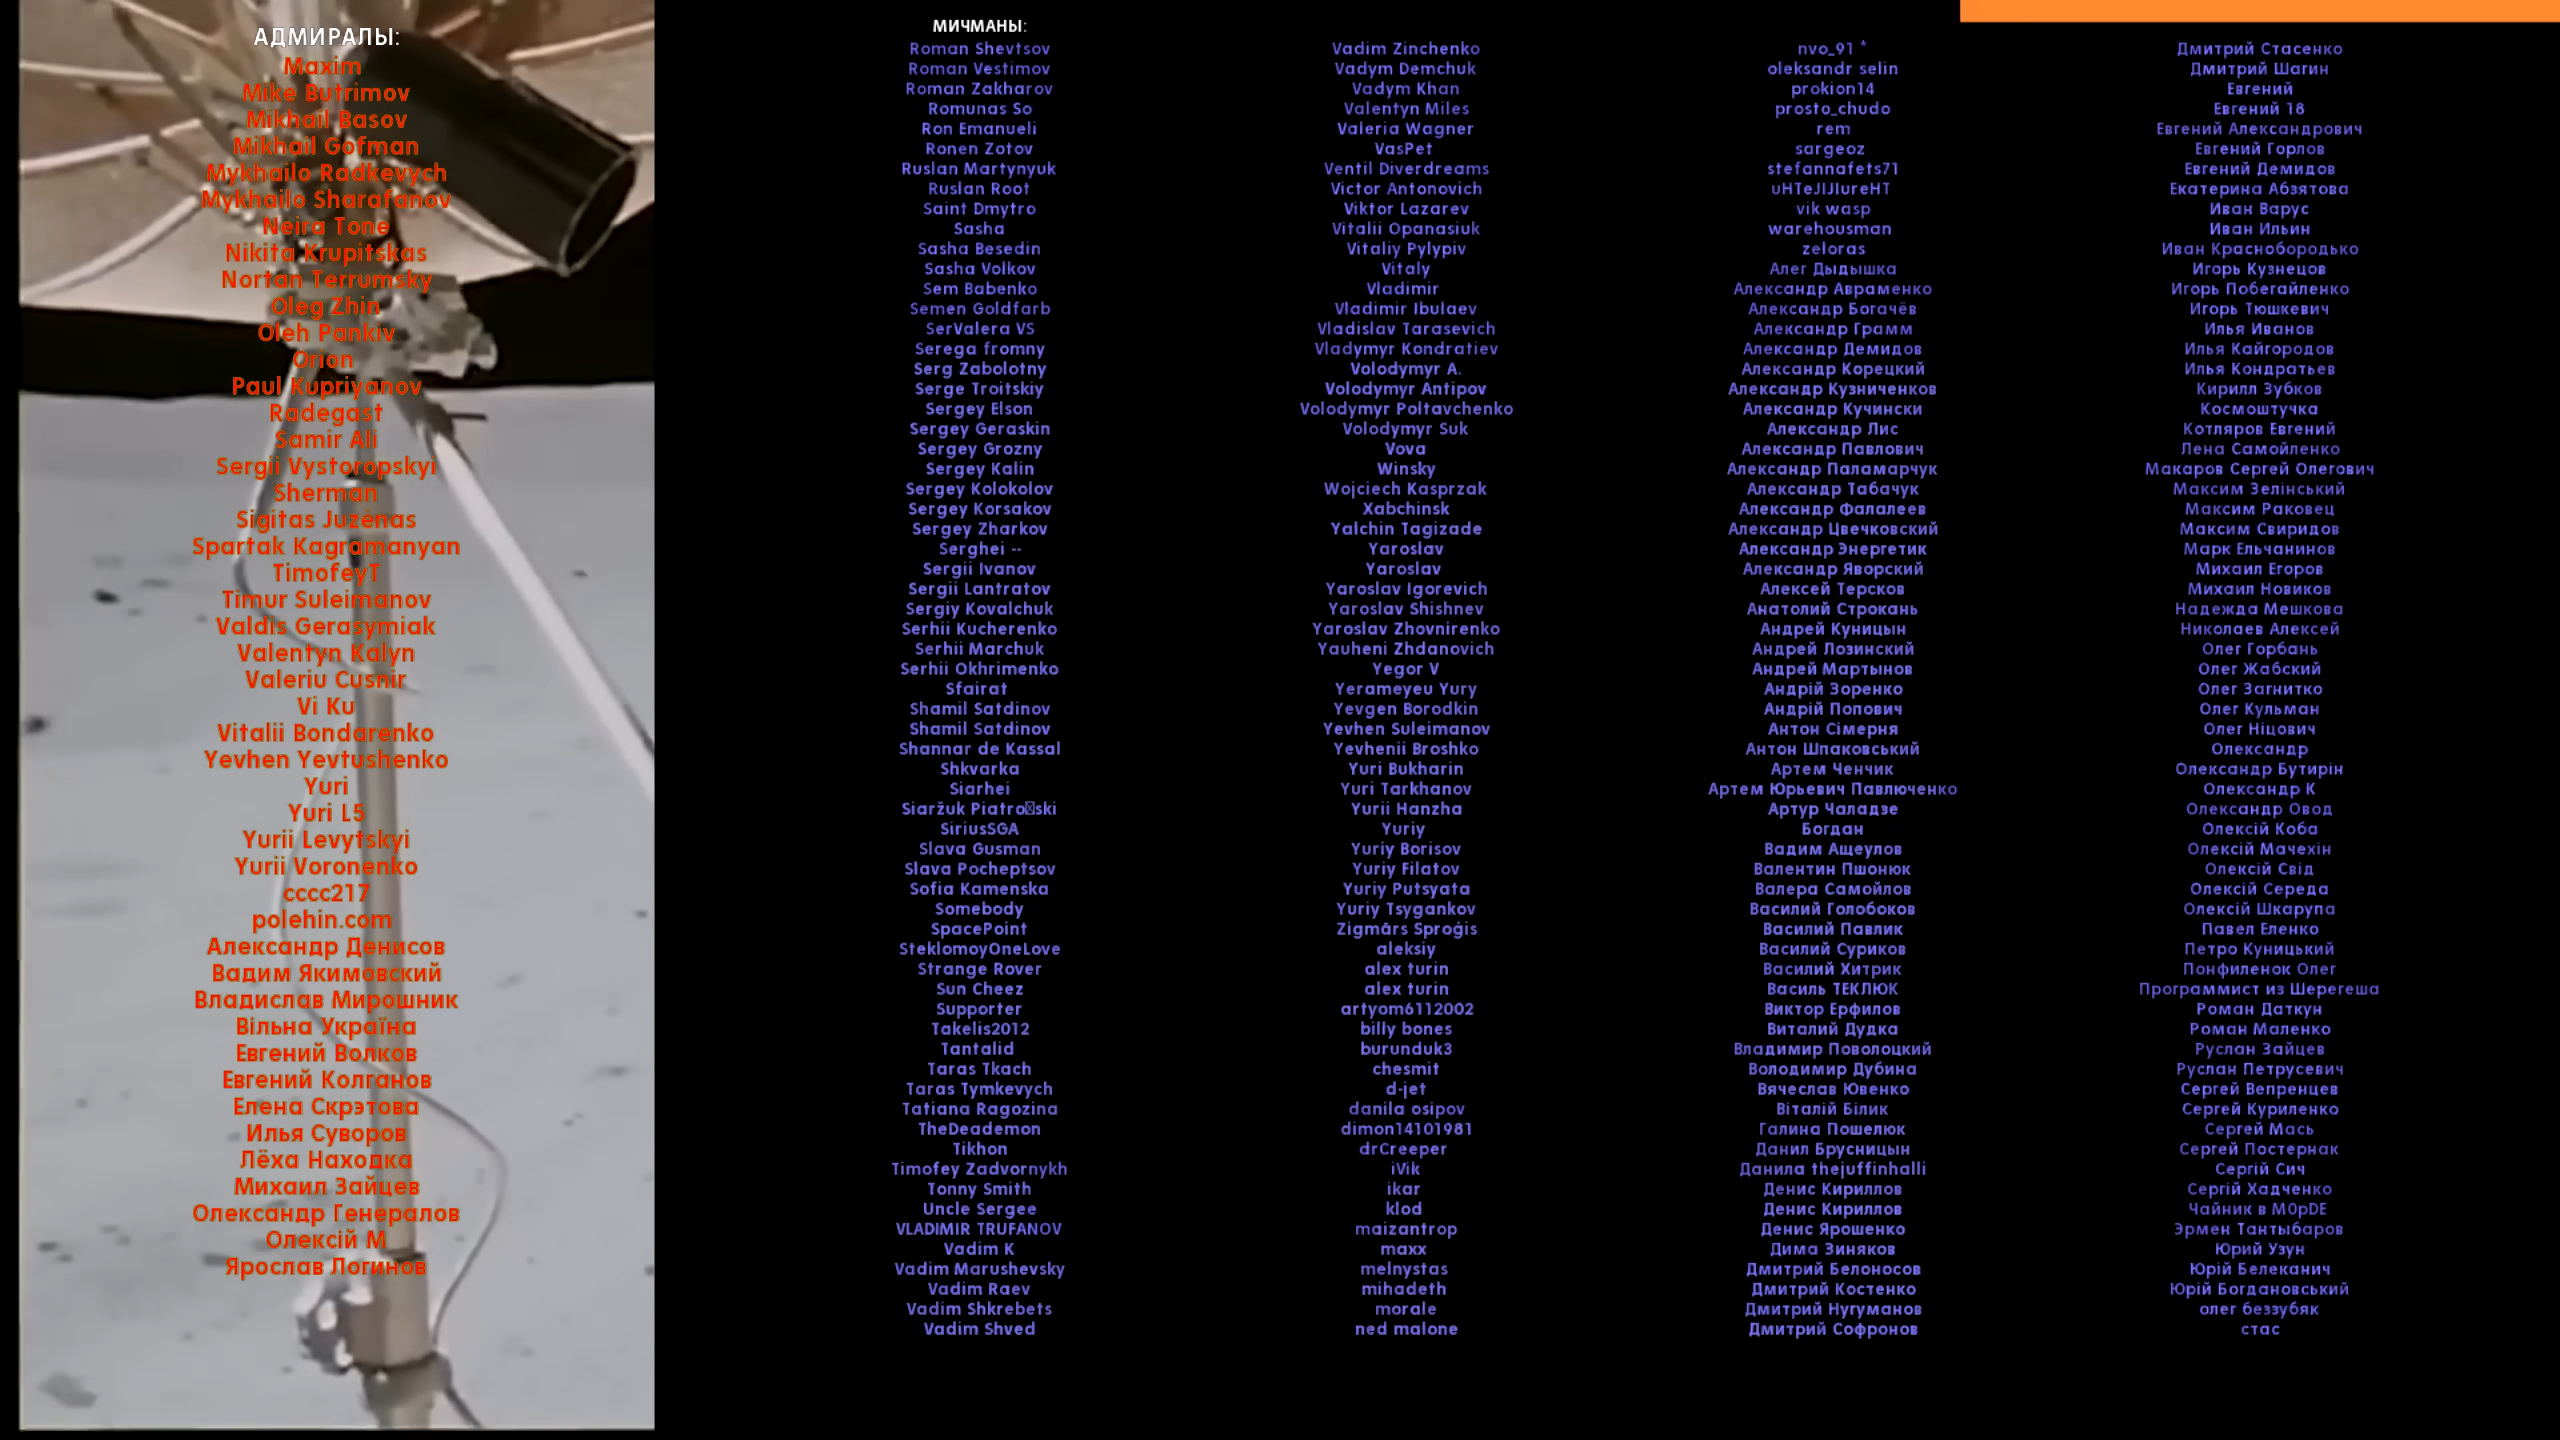 АДМИРАЛЫ:
Maxim
Mike Butrimov
Mikhail Basov
Mikhail Gofman
Mykhailo Radkevych
Mykhailo Sharafanov
Neira Tone
Nikita Krupitskas
Nortan Terrumsky
Oleg Zhin
Oleh Pankiv
Orion
Paul Kupriyanov
Radegast
Samir Ali
Sergii Vystoropskyi
Sherman
Sigitas Juzėnas
Spartak Kagramanyan
TimofeyT
Timur Suleimanov
Valdis Gerasymiak
Valentyn Kalyn
Valeriu Cusnir
Vi Ku
Vitalii Bondarenko
Yevhen Yevtushenko
Yuri
Yuri L5
Yurii Levytskyi
Yurii Voronenko
cccc217
polehin.com
Александр Денисов
Вадим Якимовский
Владислав Мирошник
Вільна Україна
Евгений Волков
Евгений Колганов
Елена Скрэтова
Илья Суворов
Лёха Находка
Михаил Зайцев
Олександр Генералов
Олексій М
Ярослав Логинов
МИЧМАНЫ:
Roman Shevtsov
Roman Vestimov
Roman Zakharov
Romunas So
Ron Emanueli
Ronen Zotov
Ruslan Martynyuk
Ruslan Root
Saint Dmytro
Sasha
Sasha Besedin
Sasha Volkov
Sem Babenko
Semen Goldfarb
SerValera VS
Serega fromny
Serg Zabolotny
Serge Troitskiy
Sergey Elson
Sergey Geraskin
Sergey Grozny
Sergey Kalin
Sergey Kolokolov
Sergey Korsakov
Sergey Zharkov
Serghei --
Sergii Ivanov
Sergii Lantratov
Sergiy Kovalchuk
Serhii Kucherenko
Serhii Marchuk
Serhii Okhrimenko
Sfairat
Shamil Satdinov
Shamil Satdinov
Shannar de Kassal
Shkvarka
Siarhei
Siaržuk Piatro▯ski
SiriusSGA
Slava Gusman
Slava Pocheptsov
Sofia Kamenska
Somebody
SpacePoint
SteklomoyOneLove
Strange Rover
Sun Cheez
Supporter
Takelis2012
Tantalid
Taras Tkach
Taras Tymkevych
Tatiana Ragozina
TheDeademon
Tikhon
Timofey Zadvornykh
Tonny Smith
Uncle Sergee
VLADIMIR TRUFANOV
Vadim K
Vadim Marushevsky
Vadim Raev
Vadim Shkrebets
Vadim Shved
Vadim Zinchenko
Vadym Demchuk
Vadym Khan
Valentyn Miles
Valeria Wagner
VasPet
Ventil Diverdreams
Victor Antonovich
Viktor Lazarev
Vitalii Opanasiuk
Vitaliy Pylypiv
Vitaly
Vladimir
Vladimir Ibulaev
Vladislav Tarasevich
Vladymyr Kondratiev
Volodymyr A.
Volodymyr Antipov
Volodymyr Poltavchenko
Volodymyr Suk
Vova
Winsky
Wojciech Kasprzak
Xabchinsk
Yalchin Tagizade
Yaroslav
Yaroslav
Yaroslav Igorevich
Yaroslav Shishnev
Yaroslav Zhovnirenko
Yauheni Zhdanovich
Yegor V
Yerameyeu Yury
Yevgen Borodkin
Yevhen Suleimanov
Yevhenii Broshko
Yuri Bukharin
Yuri Tarkhanov
Yurii Hanzha
Yuriy
Yuriy Borisov
Yuriy Filatov
Yuriy Putsyata
Yuriy Tsygankov
Zigmārs Sproģis
aleksiy
alex turin
alex turin
artyom6112002
billy bones
burunduk3
chesmit
d-jet
danila osipov
dimon14101981
drCreeper
iVik
ikar
klod
maizantrop
maxx
melnystas
mihadeth
morale
ned malone
nvo_91 *
oleksandr selin
prokion14
prosto_chudo
rem
sargeoz
stefannafets71
uHTeJIJIureHT
vik wasp
warehousman
zeloras
Алег Дыдышка
Александр Авраменко
Александр Богачёв
Александр Грамм
Александр Демидов
Александр Корецкий
Александр Кузниченков
Александр Кучински
Александр Лис
Александр Павлович
Александр Паламарчук
Александр Табачук
Александр Фалалеев
Александр Цвечковский
Александр Энергетик
Александр Яворский
Алексей Терсков
Анатолий Строкань
Андрей Куницын
Андрей Лозинский
Андрей Мартынов
Андрій Зоренко
Андрій Попович
Антон Сімерня
Антон Шпаковський
Артем Ченчик
Артем Юрьевич Павлюченко
Артур Чаладзе
Богдан
Вадим Ащеулов
Валентин Пшонюк
Валера Самойлов
Василий Голобоков
Василий Павлик
Василий Суриков
Василий Хитрик
Василь ТЕКЛЮК
Виктор Ерфилов
Виталий Дудка
Владимир Поволоцкий
Володимир Дубина
Вячеслав Ювенко
Віталій Білик
Галина Пошелюк
Данил Брусницын
Данила thejuffinhalli
Денис Кириллов
Денис Кириллов
Денис Ярошенко
Дима Зиняков
Дмитрий Белоносов
Дмитрий Костенко
Дмитрий Нугуманов
Дмитрий Софронов
Дмитрий Стасенко
Дмитрий Шагин
Евгений
Евгений 18
Евгений Александрович
Евгений Горлов
Евгений Демидов
Екатерина Абзятова
Иван Варус
Иван Ильин
Иван Краснобородько
Игорь Кузнецов
Игорь Побегайленко
Игорь Тюшкевич
Илья Иванов
Илья Кайгородов
Илья Кондратьев
Кирилл Зубков
Космоштучка
Котляров Евгений
Лена Самойленко
Макаров Сергей Олегович
Максим Зелінський
Максим Раковец
Максим Свиридов
Марк Ельчанинов
Михаил Егоров
Михаил Новиков
Надежда Мешкова
Николаев Алексей
Олег Горбань
Олег Жабский
Олег Загнитко
Олег Кульман
Олег Ніцович
Олександр
Олександр Бутирін
Олександр К
Олександр Овод
Олексій Коба
Олексій Мачехін
Олексій Свід
Олексій Середа
Олексій Шкарупа
Павел Еленко
Петро Куницький
Понфиленок Олег
Программист из Шерегеша
Роман Даткун
Роман Маленко
Руслан Зайцев
Руслан Петрусевич
Сергей Вепренцев
Сергей Куриленко
Сергей Мась
Сергей Постернак
Сергій Сич
Сергій Хадченко
Чайник в M0pDE
Эрмен Тантыбаров
Юрий Узун
Юрій Белеканич
Юрій Богдановський
олег беззубяк
стас